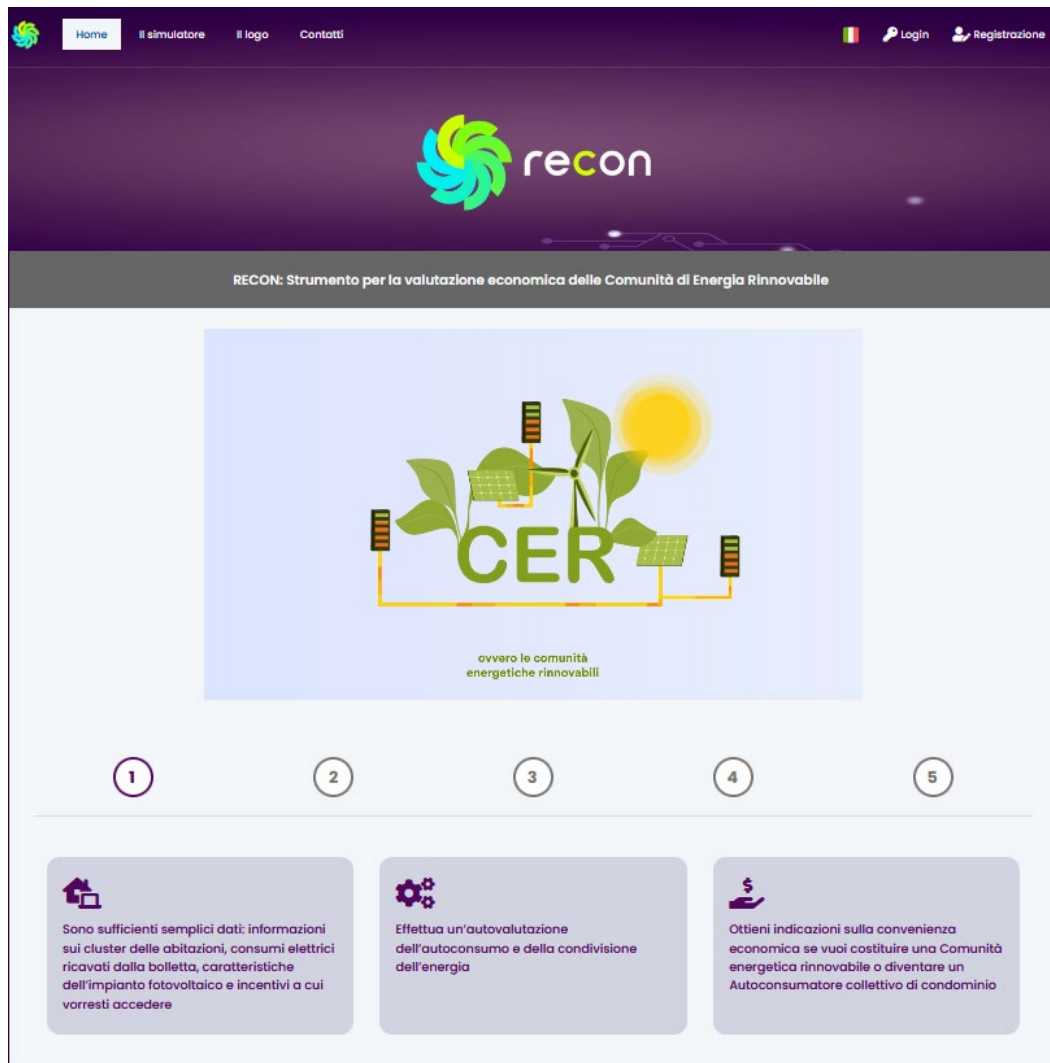 Home Il simulatore Il logo Contatti Login Registrazione
recon
RECON: Strumento per la valutazione economica delle Comunità di Energia Rinnovabile
CER
ovvero le comunità
energetiche rinnovabili
1 2 3 4 5
Sono sufficienti semplici dati: informazioni
sui cluster delle abitazioni, consumi elettrici
ricavati dalla bolletta, caratteristiche
dell'impianto fotovoltaico e incentivi a cui
vorresti accedere
Effettua un'autovalutazione
dell'autoconsumo e della condivisione
dell'energia
$
Ottieni indicazioni sulla convenienza
economica se vuoi costituire una Comunità
energetica rinnovabile o diventare un
Autoconsumatore collettivo di condominio